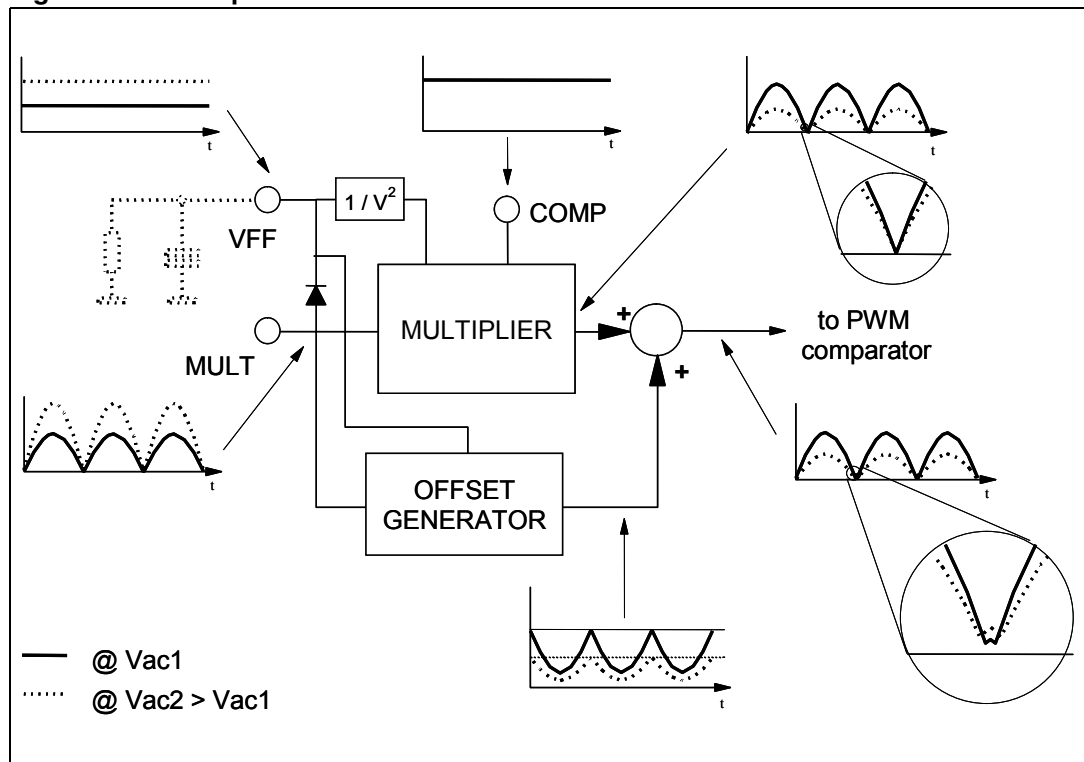 t
t
t
1 / V2
COMP
VFF
MULTIPLIER
+
to PWM
comparator
MULT
+
t
t
OFFSET
GENERATOR
@ Vac1
@ Vac2 > Vac1
t